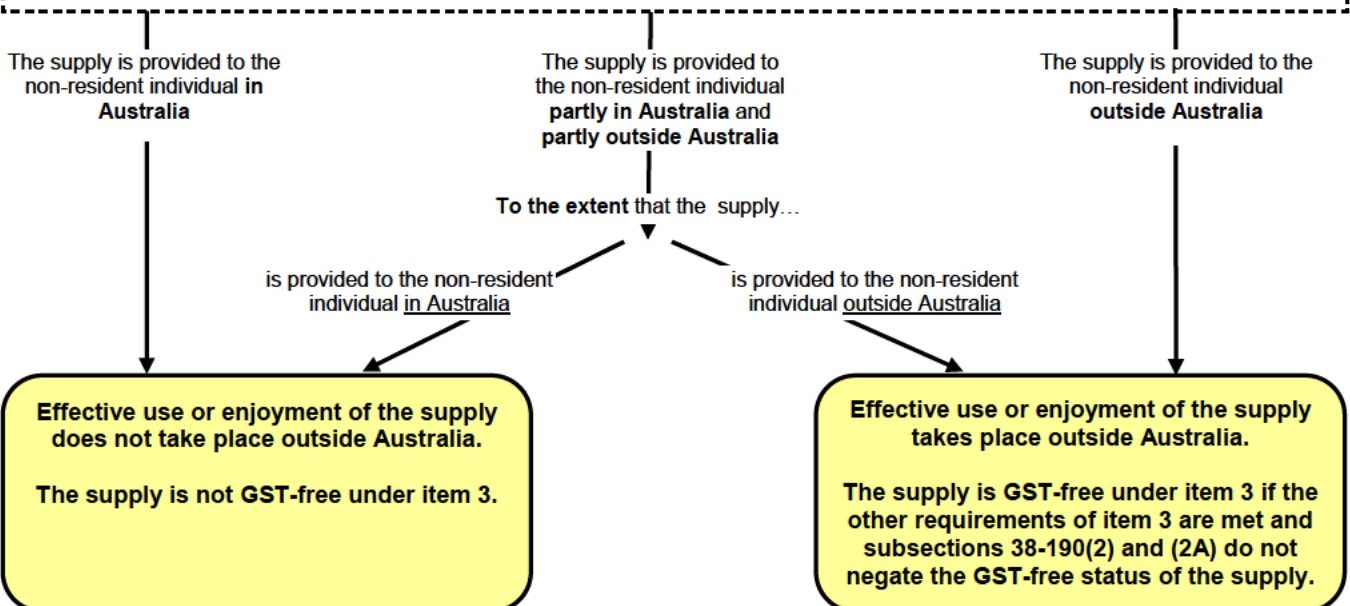 The supply is provided to the
non-resident individual in
Australia
The supply is provided to
the non-resident individual
partly in Australia and
partly outside Australia
The supply is provided to the
non-resident individual
outside Australia
To the extent that the  supply…
is provided to the non-resident
individual in Australia
is provided to the non-resident
individual outside Australia
Effective use or enjoyment of the supply
does not take place outside Australia.
The supply is not GST-free under item 3.
Effective use or enjoyment of the supply
takes place outside Australia.
The supply is GST-free under item 3 if the
other requirements of item 3 are met and
subsections 38-190(2) and (2A) do not
negate the GST-free status of the supply.